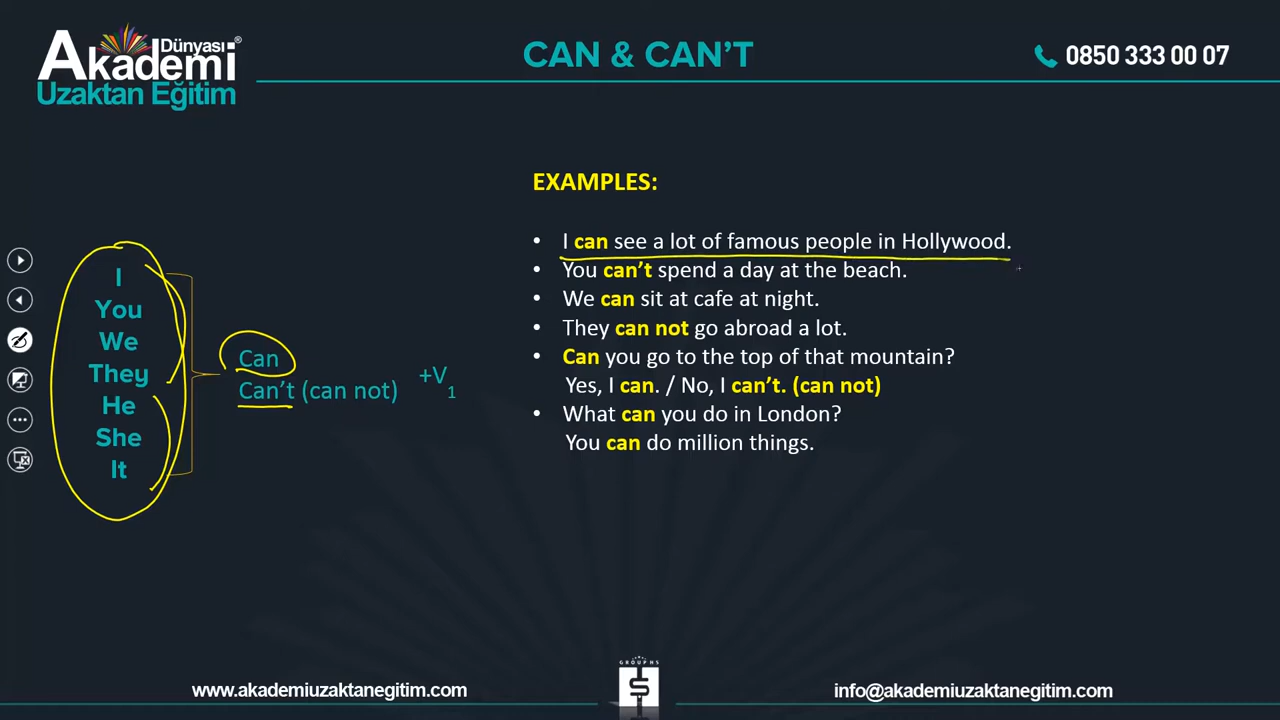 Akademi Dünyası®
Uzaktan Eğitim
CAN & CAN'T
0850 333 00 07
I
You
We
They
He
She
It
Can
Can't (can not)
+V1
EXAMPLES:
• I can see a lot of famous people in Hollywood.
• You can't spend a day at the beach.
• We can sit at cafe at night.
• They can not go abroad a lot.
• Can you go to the top of that mountain?
Yes, I can. / No, I can't. (can not)
• What can you do in London?
You can do million things.
GROUPHS
www.akademiuzaktanegitim.com
info@akademiuzaktanegitim.com